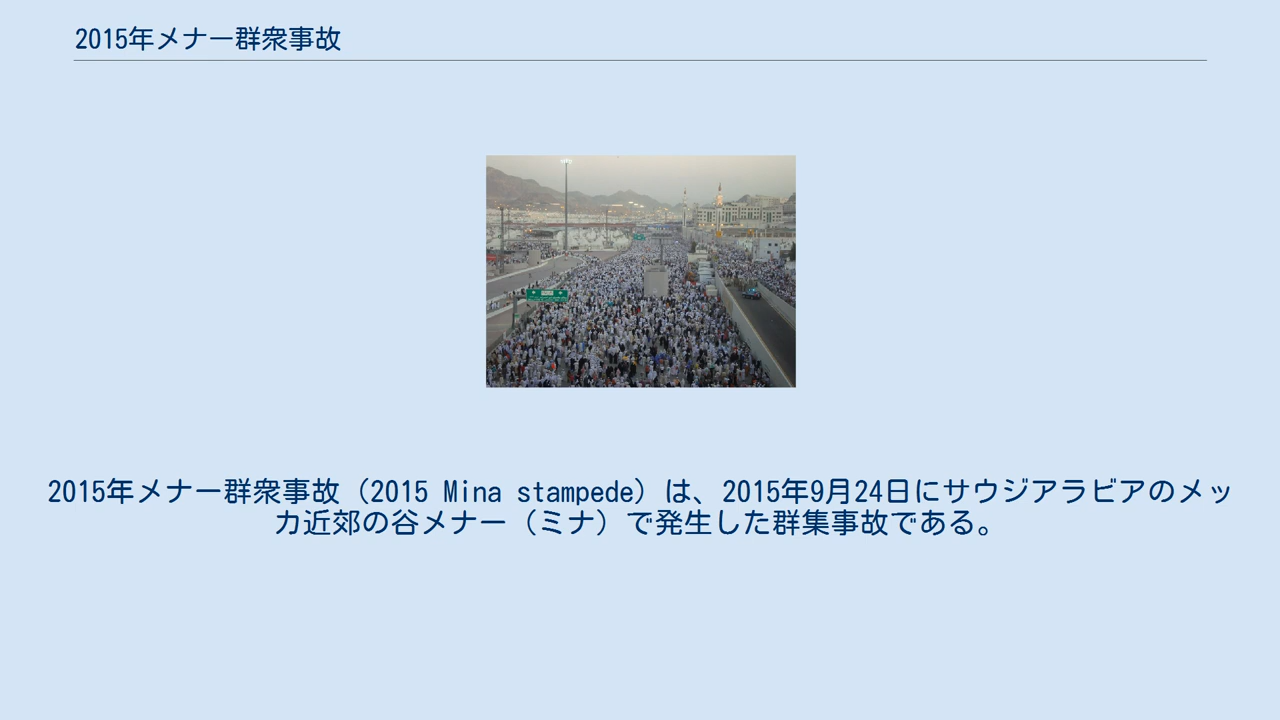 2015年メナー群衆事故
2015年メナー群衆事故（2015 Mina stampede）は、2015年9月24日にサウジアラビアのメッ
カ近郊の谷メナー（ミナ）で発生した群集事故である。